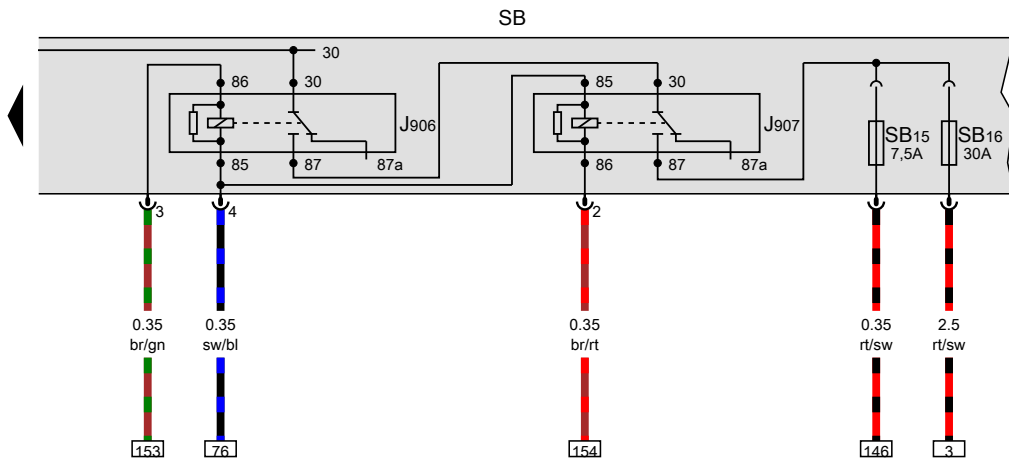 SB
30
86 30 85 30
J906 J907 SB15 SB16
7,5A 30A
85 87 87a 86 87 87a
3 4 2
0.35 0.35 0.35 0.35 2.5
br/gn sw/bl br/rt rt/sw rt/sw
153 76 154 146 3